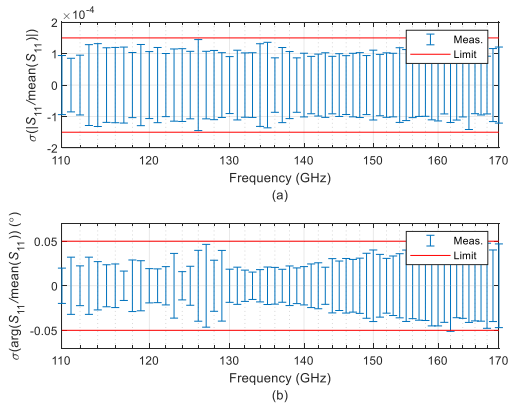 ×10⁻⁴
2
1
0
-1
-2
σ(|S₁₁/mean(S₁₁)|)
Meas.
Limit
110 120 130 140 150 160 170
Frequency (GHz)
(a)
0.05
0
-0.05
σ(arg(S₁₁/mean(S₁₁)) (°)
Meas.
Limit
110 120 130 140 150 160 170
Frequency (GHz)
(b)